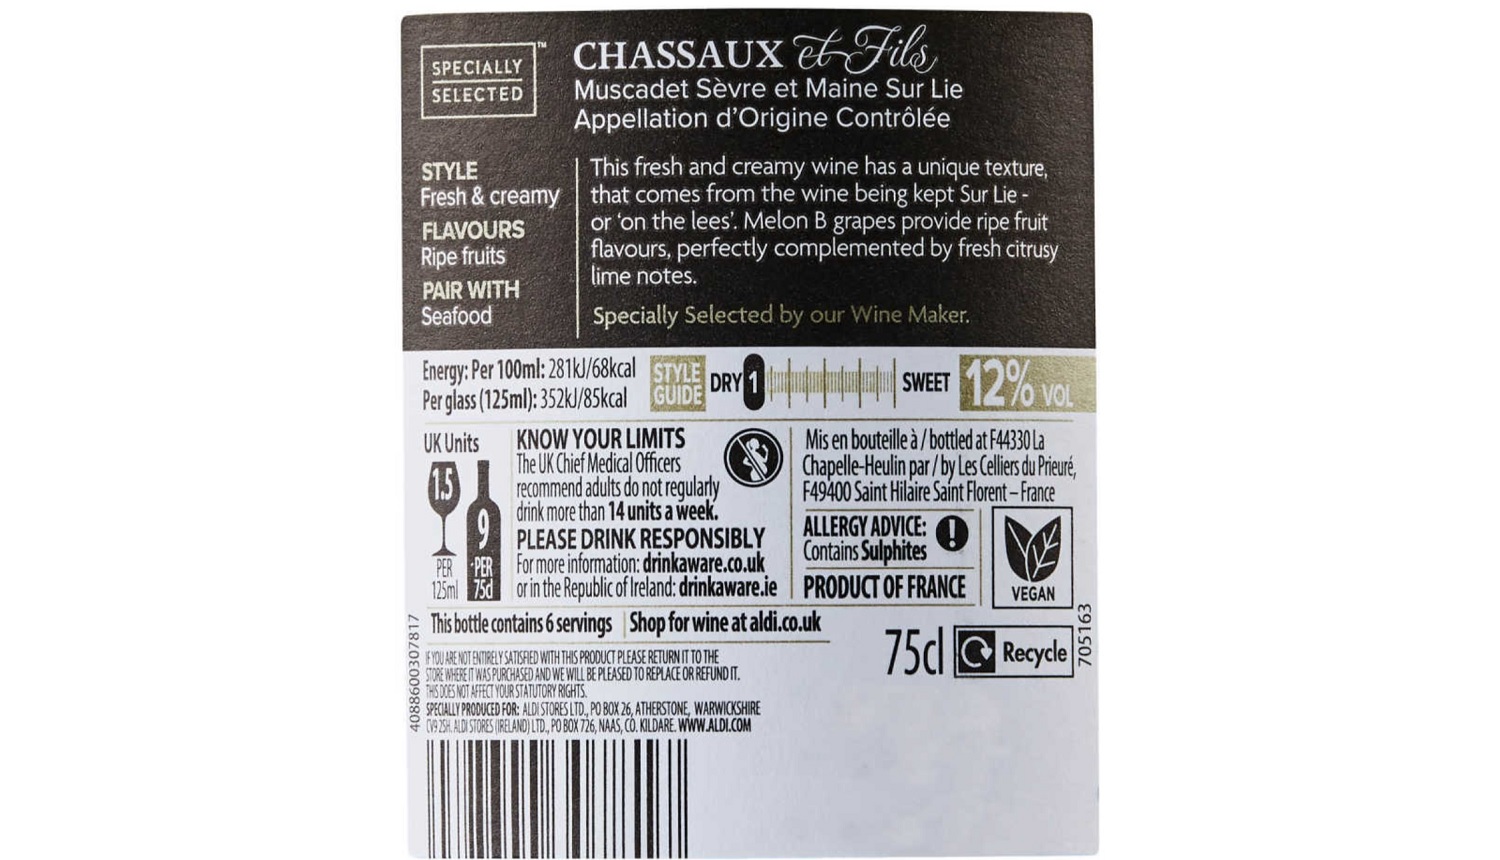 SPECIALLY
SELECTED™
CHASSAUX et Fils
Muscadet Sèvre et Maine Sur Lie
Appellation d'Origine Contrôlée
STYLE
Fresh & creamy
FLAVOURS
Ripe fruits
PAIR WITH
Seafood
This fresh and creamy wine has a unique texture,
that comes from the wine being kept Sur Lie -
or 'on the lees'. Melon B grapes provide ripe fruit
flavours, perfectly complemented by fresh citrusy
lime notes.
Specially Selected by our Wine Maker.
Energy: Per 100ml: 281kJ/68kcal
Per glass (125ml): 352kJ/85kcal
STYLE
GUIDE
DRY 1 SWEET
12% VOL
UK Units
1.5
PER
125ml
9
·PER
75cl
KNOW YOUR LIMITS
The UK Chief Medical Officers
recommend adults do not regularly
drink more than 14 units a week.
PLEASE DRINK RESPONSIBLY
For more information: drinkaware.co.uk
or in the Republic of Ireland: drinkaware.ie
Mis en bouteille à / bottled at F44330 La
Chapelle-Heulin par / by Les Celliers du Prieuré,
F49400 Saint Hilaire Saint Florent – France
ALLERGY ADVICE:
Contains Sulphites
!
PRODUCT OF FRANCE
VEGAN
This bottle contains 6 servings
Shop for wine at aldi.co.uk
75cl
Recycle
705163
4088600307817
IF YOU ARE NOT ENTIRELY SATISFIED WITH THIS PRODUCT PLEASE RETURN IT TO THE
STORE WHERE IT WAS PURCHASED AND WE WILL BE PLEASED TO REPLACE OR REFUND IT.
THIS DOES NOT AFFECT YOUR STATUTORY RIGHTS.
SPECIALLY PRODUCED FOR: ALDI STORES LTD., PO BOX 26, ATHERSTONE, WARWICKSHIRE
CV9 2SH. ALDI STORES (IRELAND) LTD., PO BOX 726, NAAS, CO. KILDARE. WWW.ALDI.COM